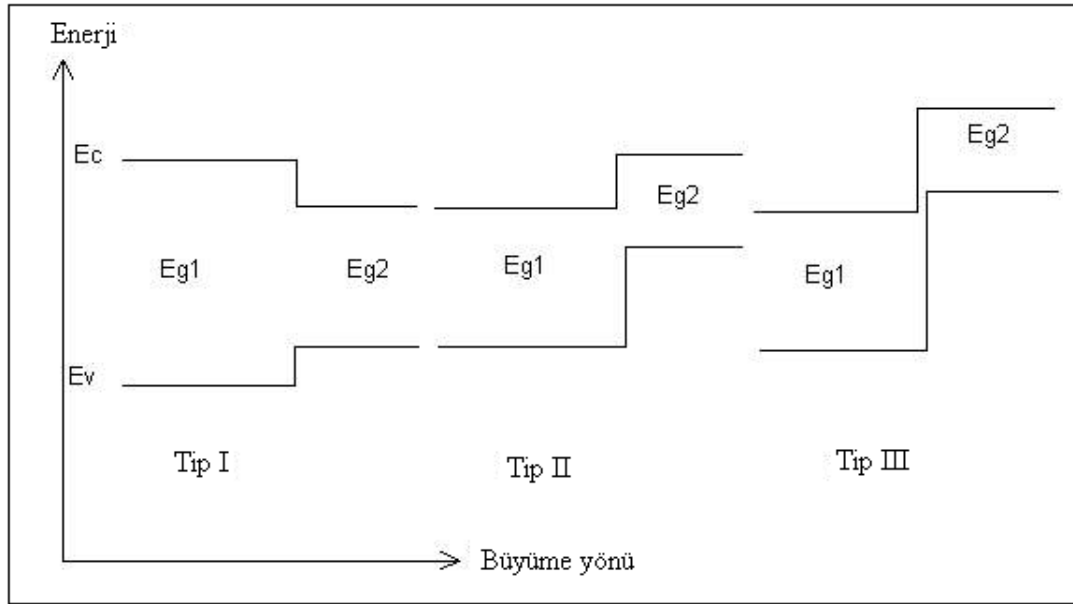 Enerji
Ec
Eg1
Eg2
Eg1
Eg2
Eg1
Eg2
Ev
Tip I
Tip II
Tip III
Büyüme yönü